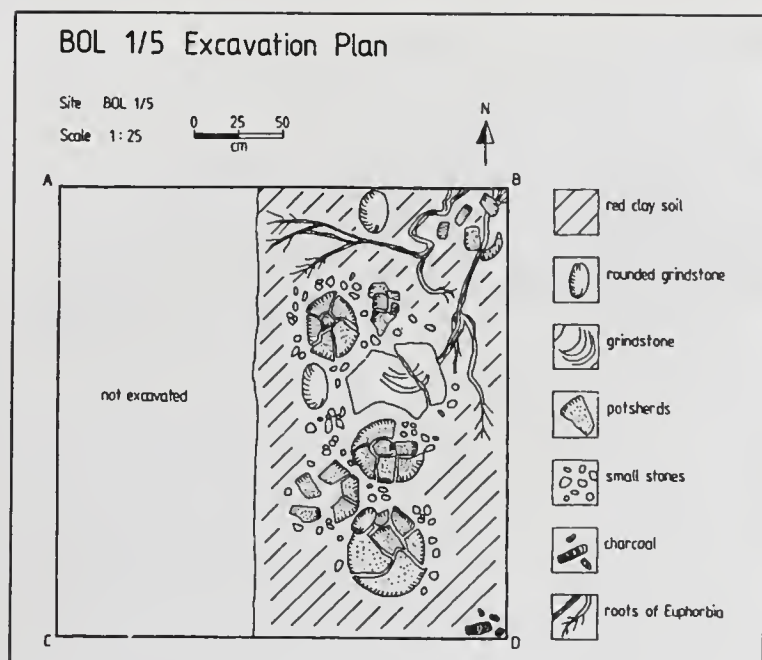 BOL 1/5 Excavation Plan
Site BOL 1/5
Scale 1:25
0 25 50
cm
N
A
B
not excavated
C
D
red clay soil
rounded grindstone
grindstone
potsherds
small stones
charcoal
roots of Euphorbia